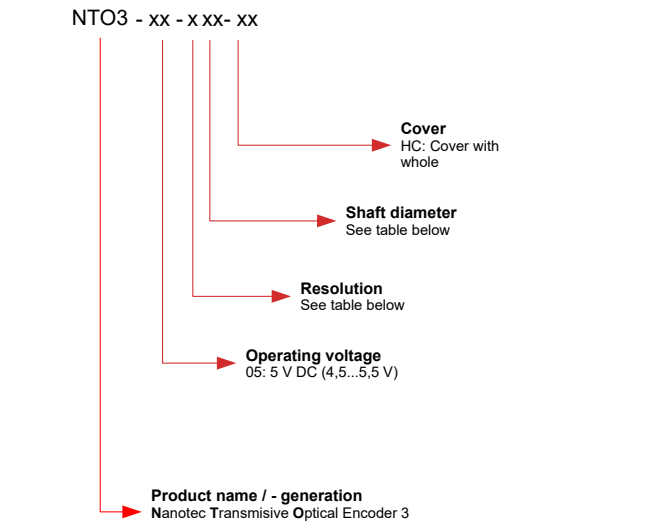 NTO3 - xx - x xx- xx
Cover
HC: Cover with
whole
Shaft diameter
See table below
Resolution
See table below
Operating voltage
05: 5 V DC (4,5...5,5 V)
Product name / - generation
Nanotec Transmisive Optical Encoder 3